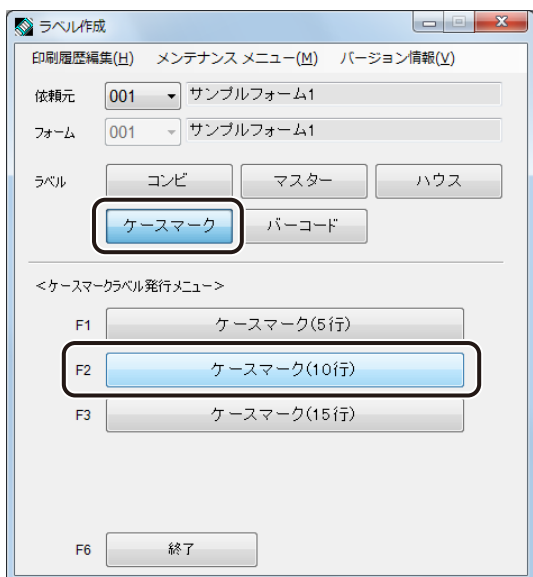 ラベル作成
印刷履歴編集(H) メンテナンス メニュー(M) バージョン情報(V)
依頼元 001 サンプルフォーム1
フォーム 001 サンプルフォーム1
ラベル コンビ マスター ハウス
ケースマーク バーコード
＜ケースマークラベル発行メニュー＞
F1 ケースマーク(5行)
F2 ケースマーク(10行)
F3 ケースマーク(15行)
F6 終了